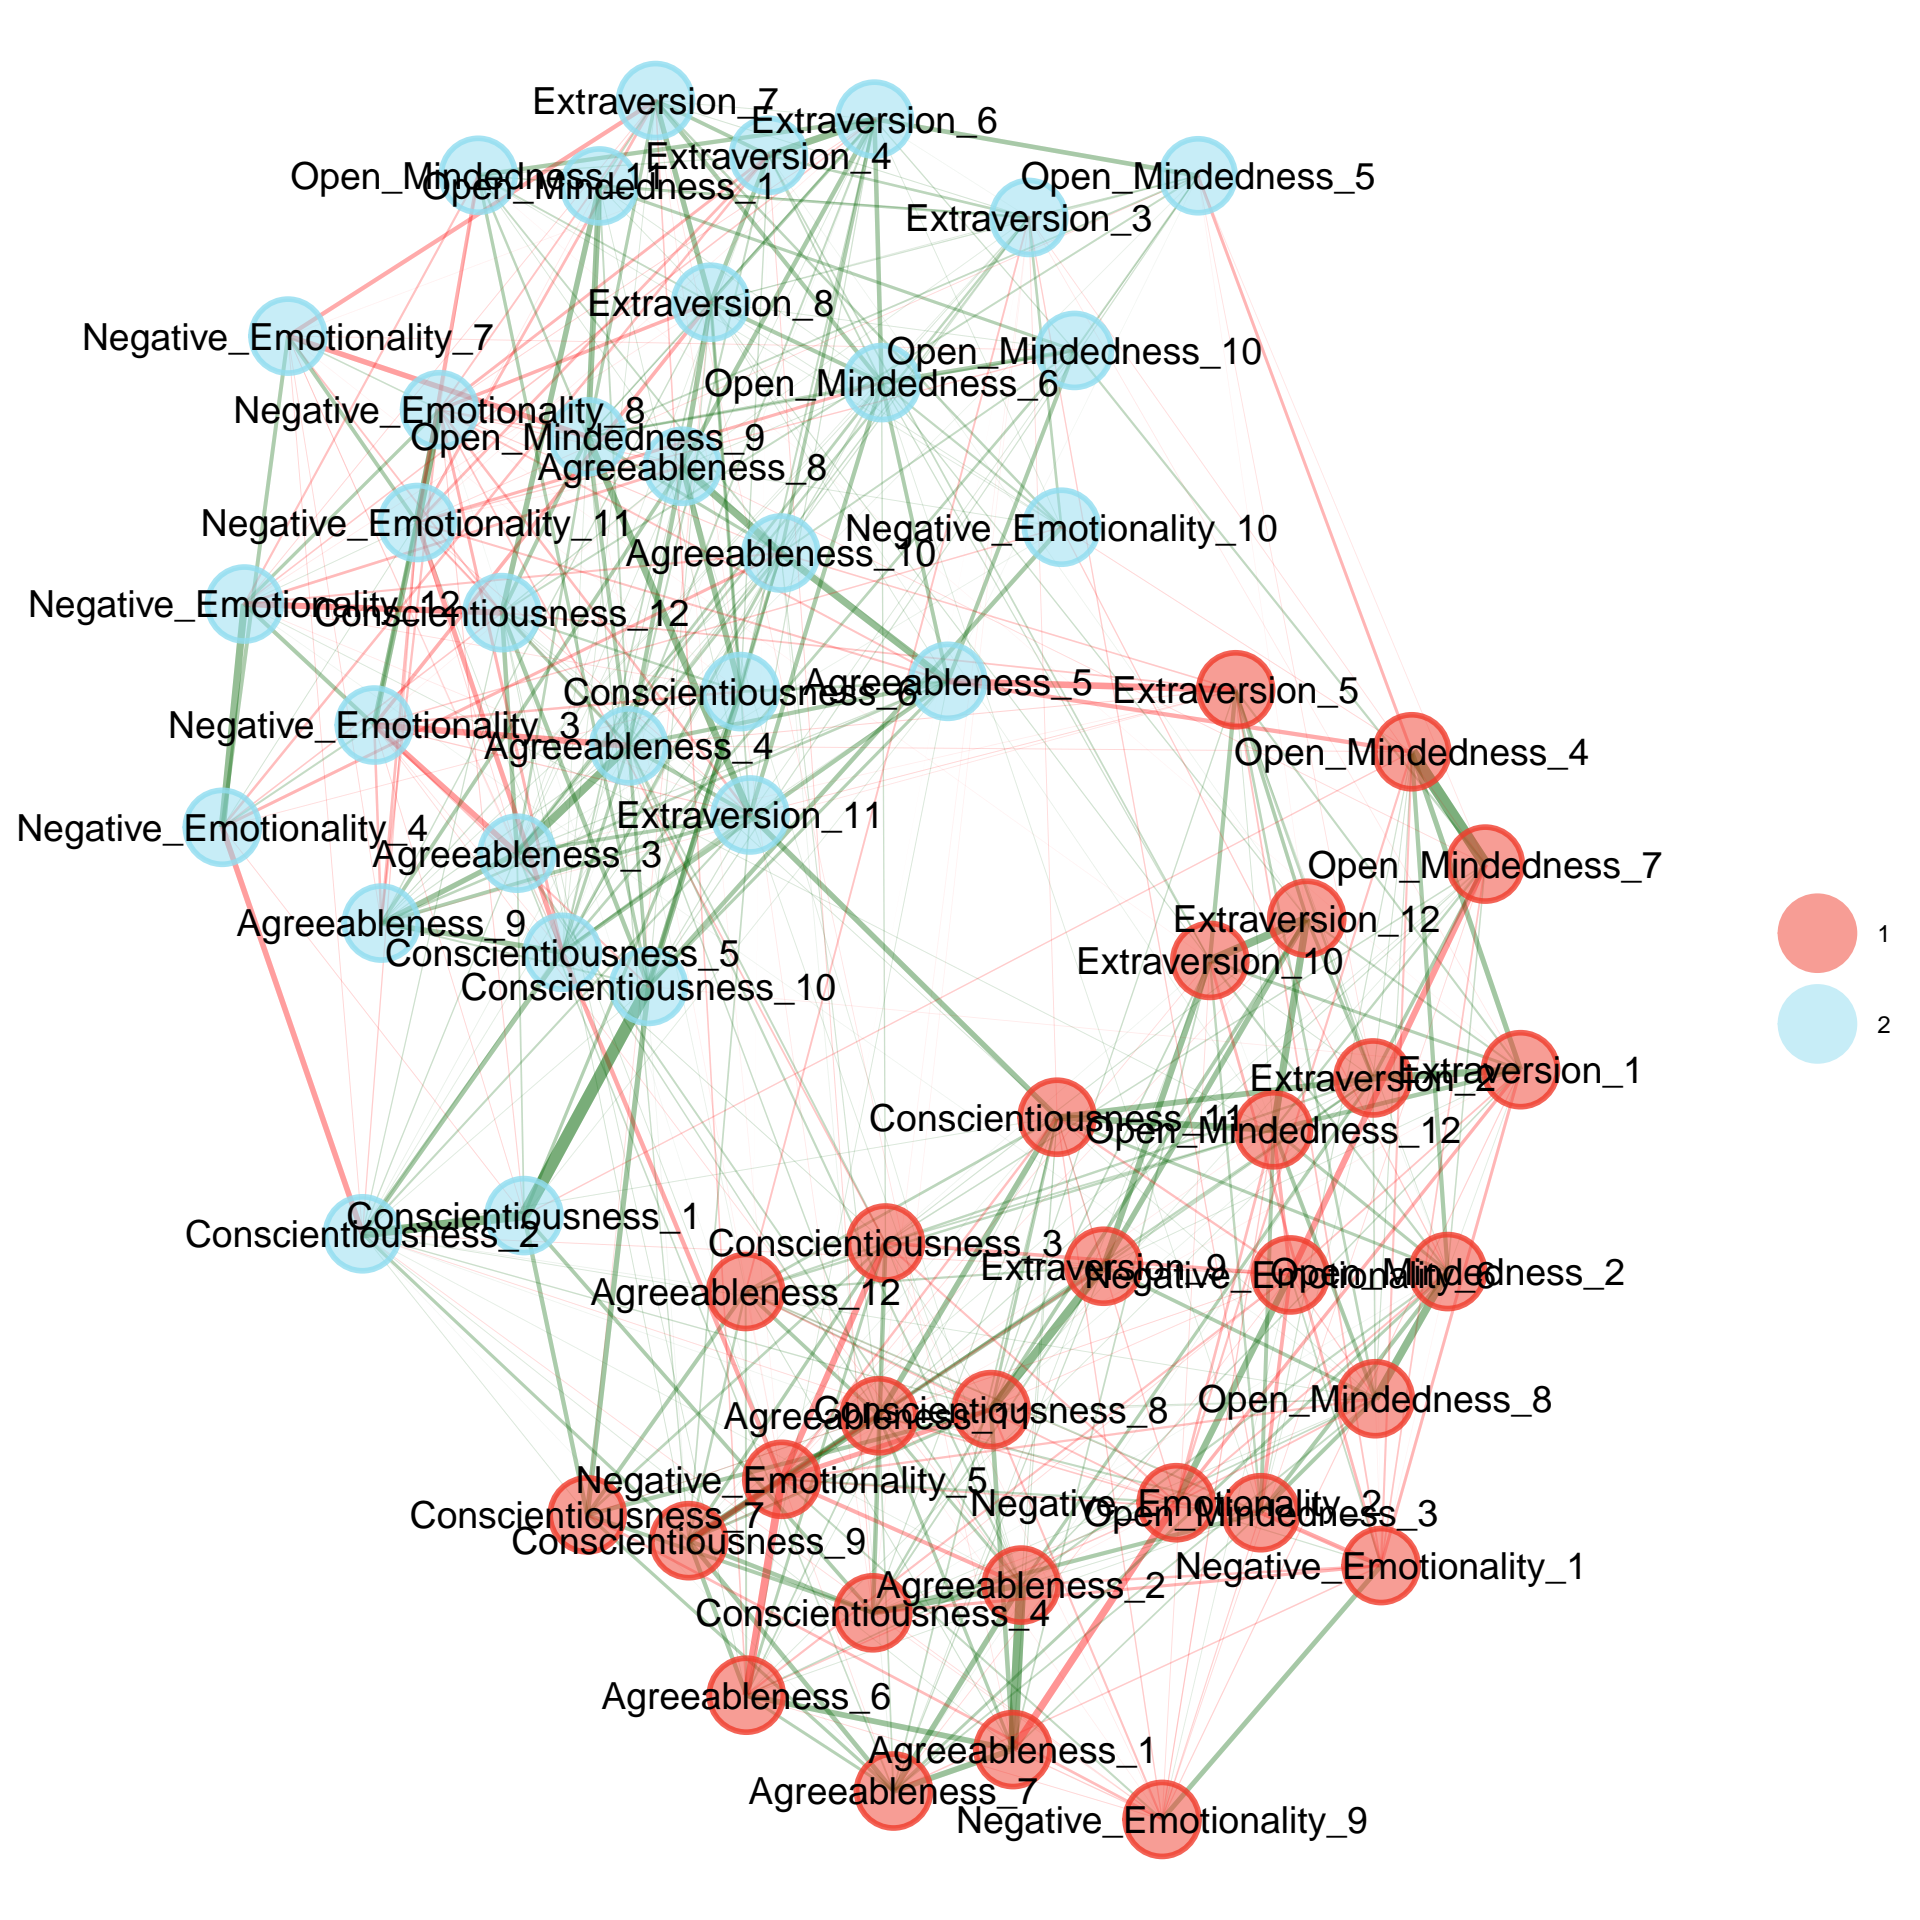 Extraversion_7
Extraversion_6
Extraversion_4
Open_Mindedness_11
Open_Mindedness_1
Open_Mindedness_5
Extraversion_3
Extraversion_8
Negative_Emotionality_7
Open_Mindedness_10
Open_Mindedness_6
Negative_Emotionality_8
Open_Mindedness_9
Agreeableness_8
Negative_Emotionality_11
Negative_Emotionality_10
Agreeableness_10
Negative_Emotionality_12
Conscientiousness_12
Agreeableness_5
Conscientiousness_6
Extraversion_5
Negative_Emotionality_3
Agreeableness_4
Open_Mindedness_4
Extraversion_11
Negative_Emotionality_4
Agreeableness_3
Open_Mindedness_7
Agreeableness_9
Extraversion_12
Conscientiousness_5
Extraversion_10
Conscientiousness_10
1
2
Extraversion_2
Extraversion_1
Conscientiousness_11
Open_Mindedness_12
Conscientiousness_1
Conscientiousness_2
Conscientiousness_3
Extraversion_9
Negative_Emotionality_6
Open_Mindedness_2
Agreeableness_12
Open_Mindedness_8
Agreeableness_11
Conscientiousness_8
Negative_Emotionality_5
Negative_Emotionality_2
Open_Mindedness_3
Conscientiousness_7
Conscientiousness_9
Negative_Emotionality_1
Agreeableness_2
Conscientiousness_4
Agreeableness_6
Agreeableness_1
Agreeableness_7
Negative_Emotionality_9